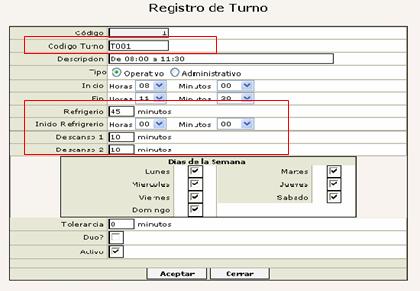 Registro de Turno
Código 1
Codigo Turno T001
Descripcion De 08:00 a 11:30
Tipo Operativo Administrativo
Inicio Horas 08 Minutos 00
Fin Horas 11 Minutos 30
Refrigerio 45 minutos
Inicio Refrigrerio Horas 00 Minutos 00
Descanso 1 10 minutos
Descanso 2 10 minutos
Dias de la Semana
Lunes Martes
Miercoles Jueves
Viernes Sabado
Domingo
Tolerancia 0 minutos
Duo?
Activo
Aceptar Cerrar